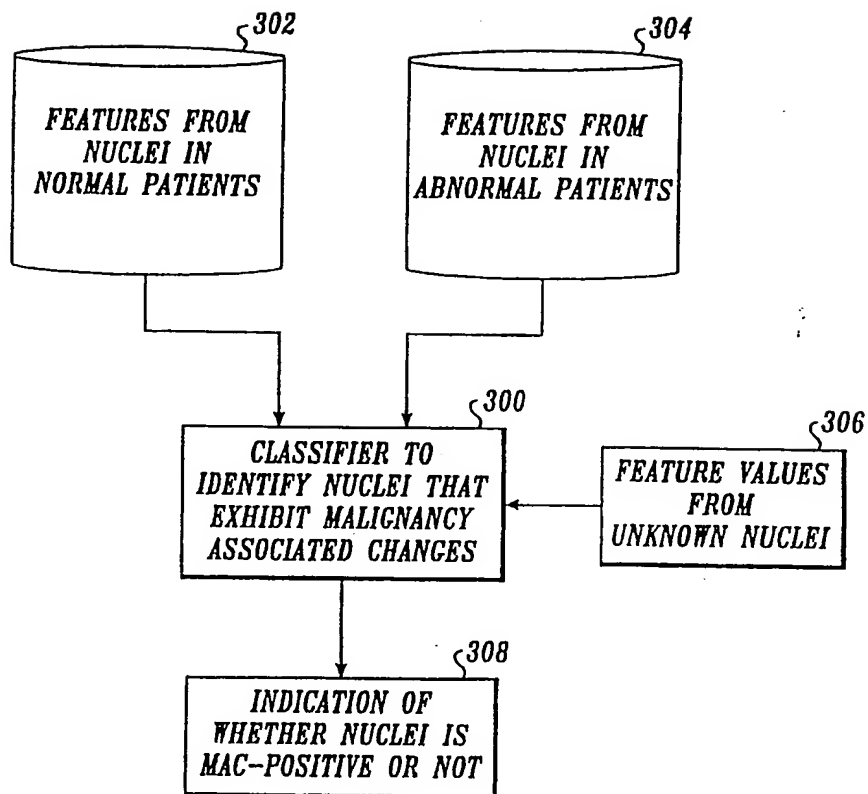 302
FEATURES FROM
NUCLEI IN
NORMAL PATIENTS
304
FEATURES FROM
NUCLEI IN
ABNORMAL PATIENTS
300
CLASSIFIER TO
IDENTIFY NUCLEI THAT
EXHIBIT MALIGNANCY
ASSOCIATED CHANGES
306
FEATURE VALUES
FROM
UNKNOWN NUCLEI
308
INDICATION OF
WHETHER NUCLEI IS
MAC-POSITIVE OR NOT